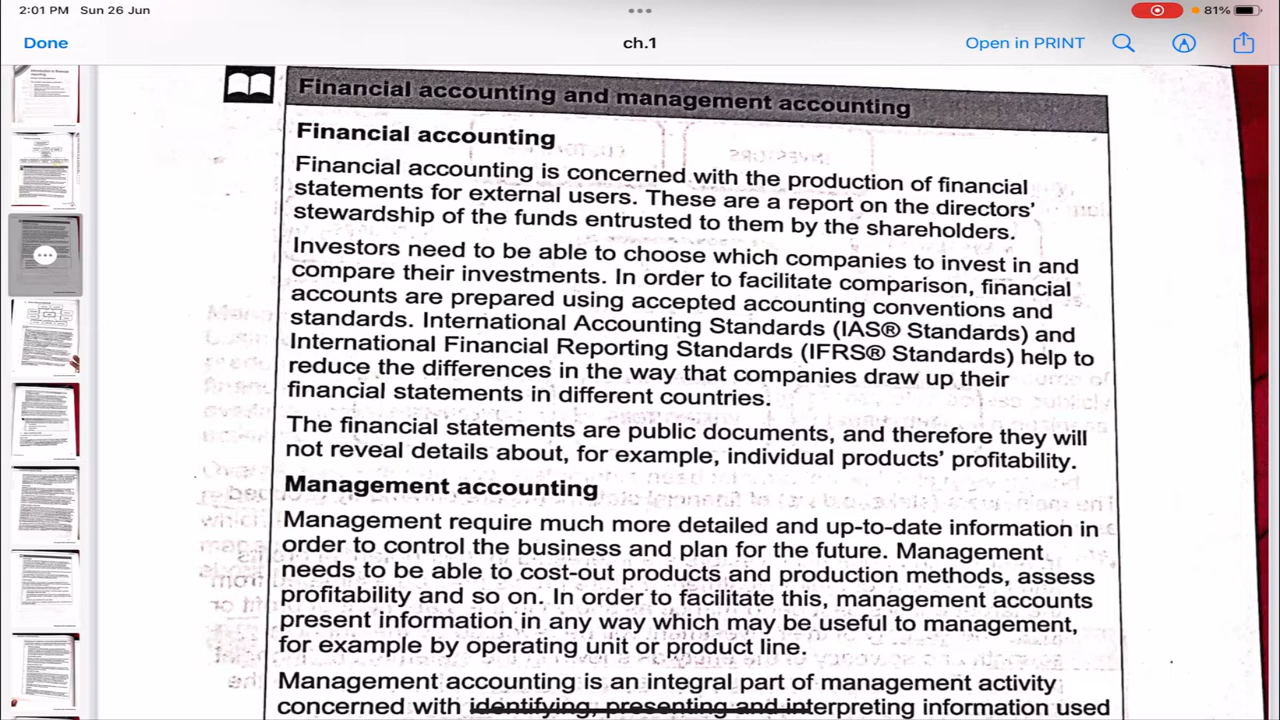 2:01 PM Sun 26 Jun
81%
Done
ch.1
Open in PRINT
Financial accounting and management accounting
Financial accounting
Financial accounting is concerned with the production of financial
statements for external users. These are a report on the directors'
stewardship of the funds entrusted to them by the shareholders.
Investors need to be able to choose which companies to invest in and
compare their investments. In order to facilitate comparison, financial
accounts are prepared using accepted accounting conventions and
standards. International Accounting Standards (IAS® Standards) and
International Financial Reporting Standards (IFRS® Standards) help to
reduce the differences in the way that companies draw up their
financial statements in different countries.
The financial statements are public documents, and therefore they will
not reveal details about, for example, individual products' profitability.
Management accounting
Management require much more detailed and up-to-date information in
order to control the business and plan for the future. Management
needs to be able to cost-out products and production methods, assess
profitability and so on. In order to facilitate this, management accounts
present information in any way which may be useful to management,
for example by operating unit or product line.
Management accounting is an integral part of management activity
concerned with identifying, presenting and interpreting information used